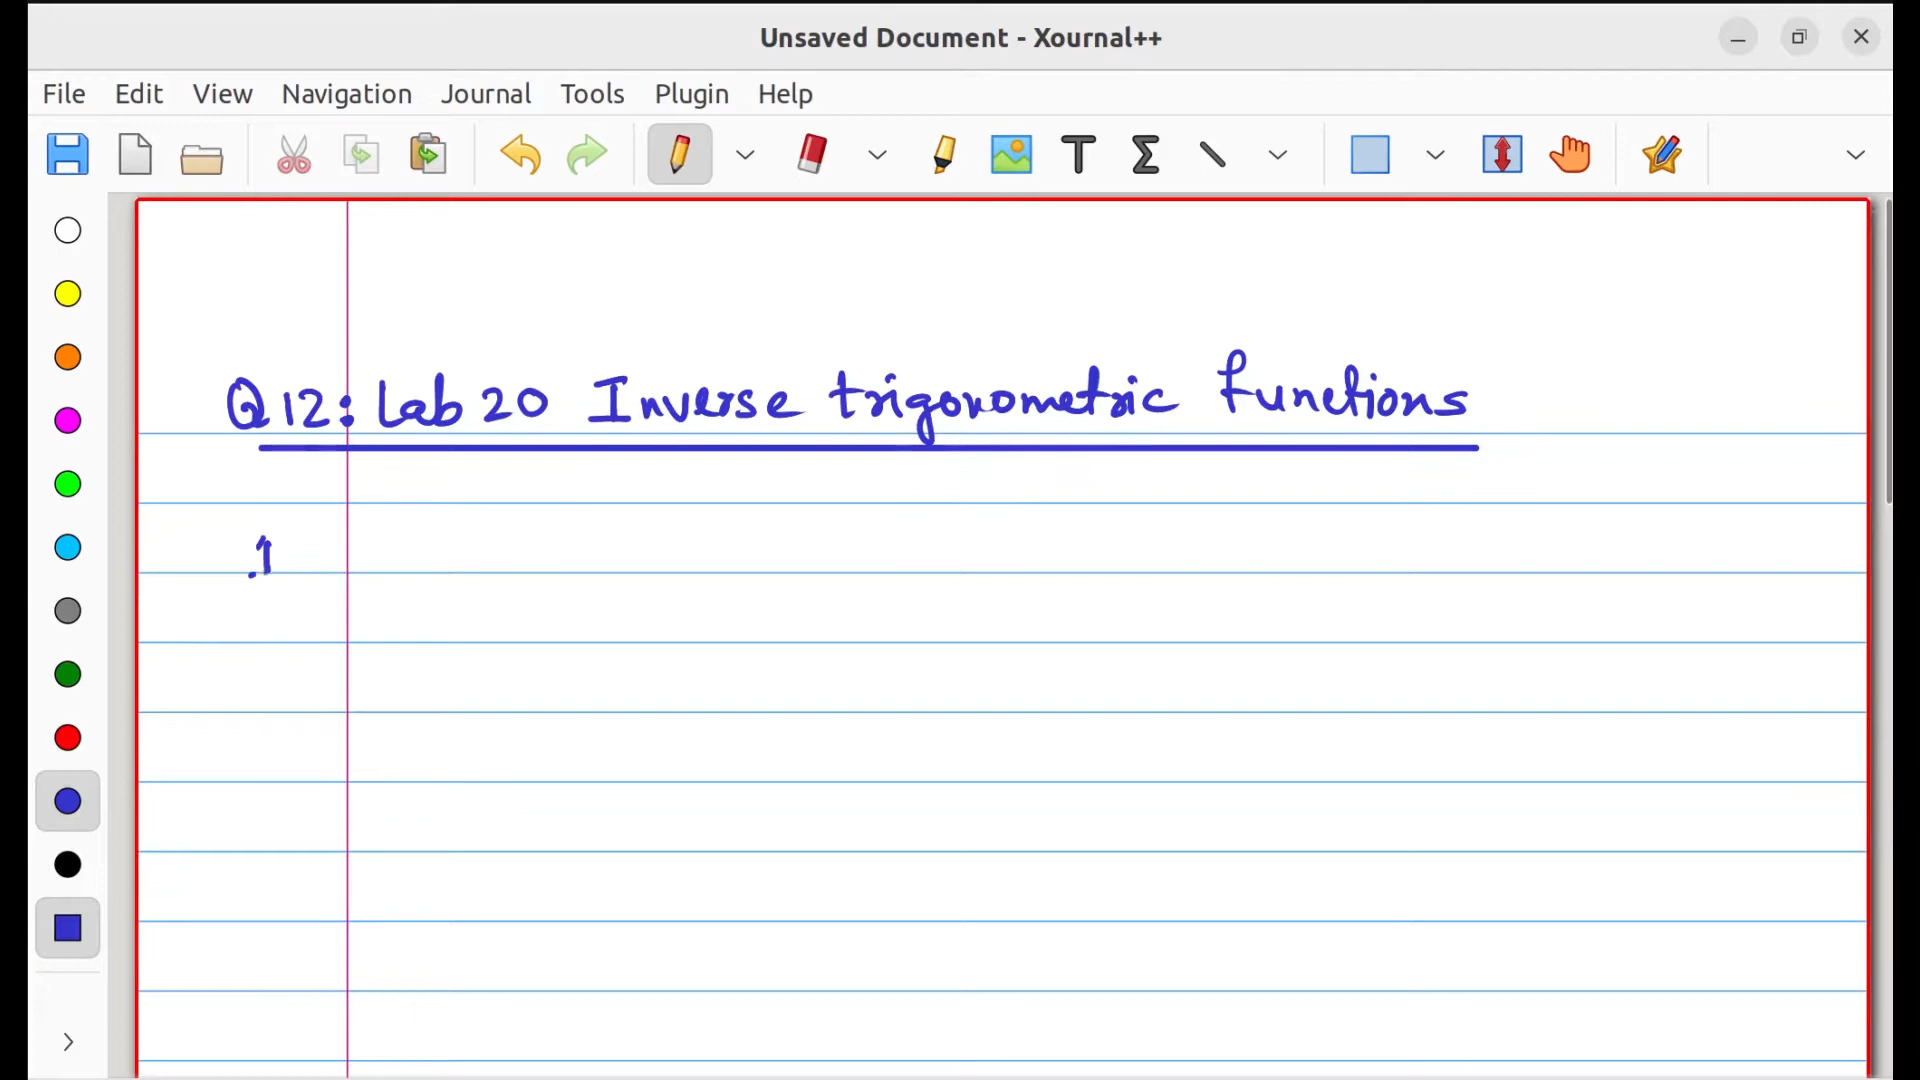 Unsaved Document - Xournal++
File Edit View Navigation Journal Tools Plugin Help
Q12: Lab 20 Inverse trigonometric functions
.1